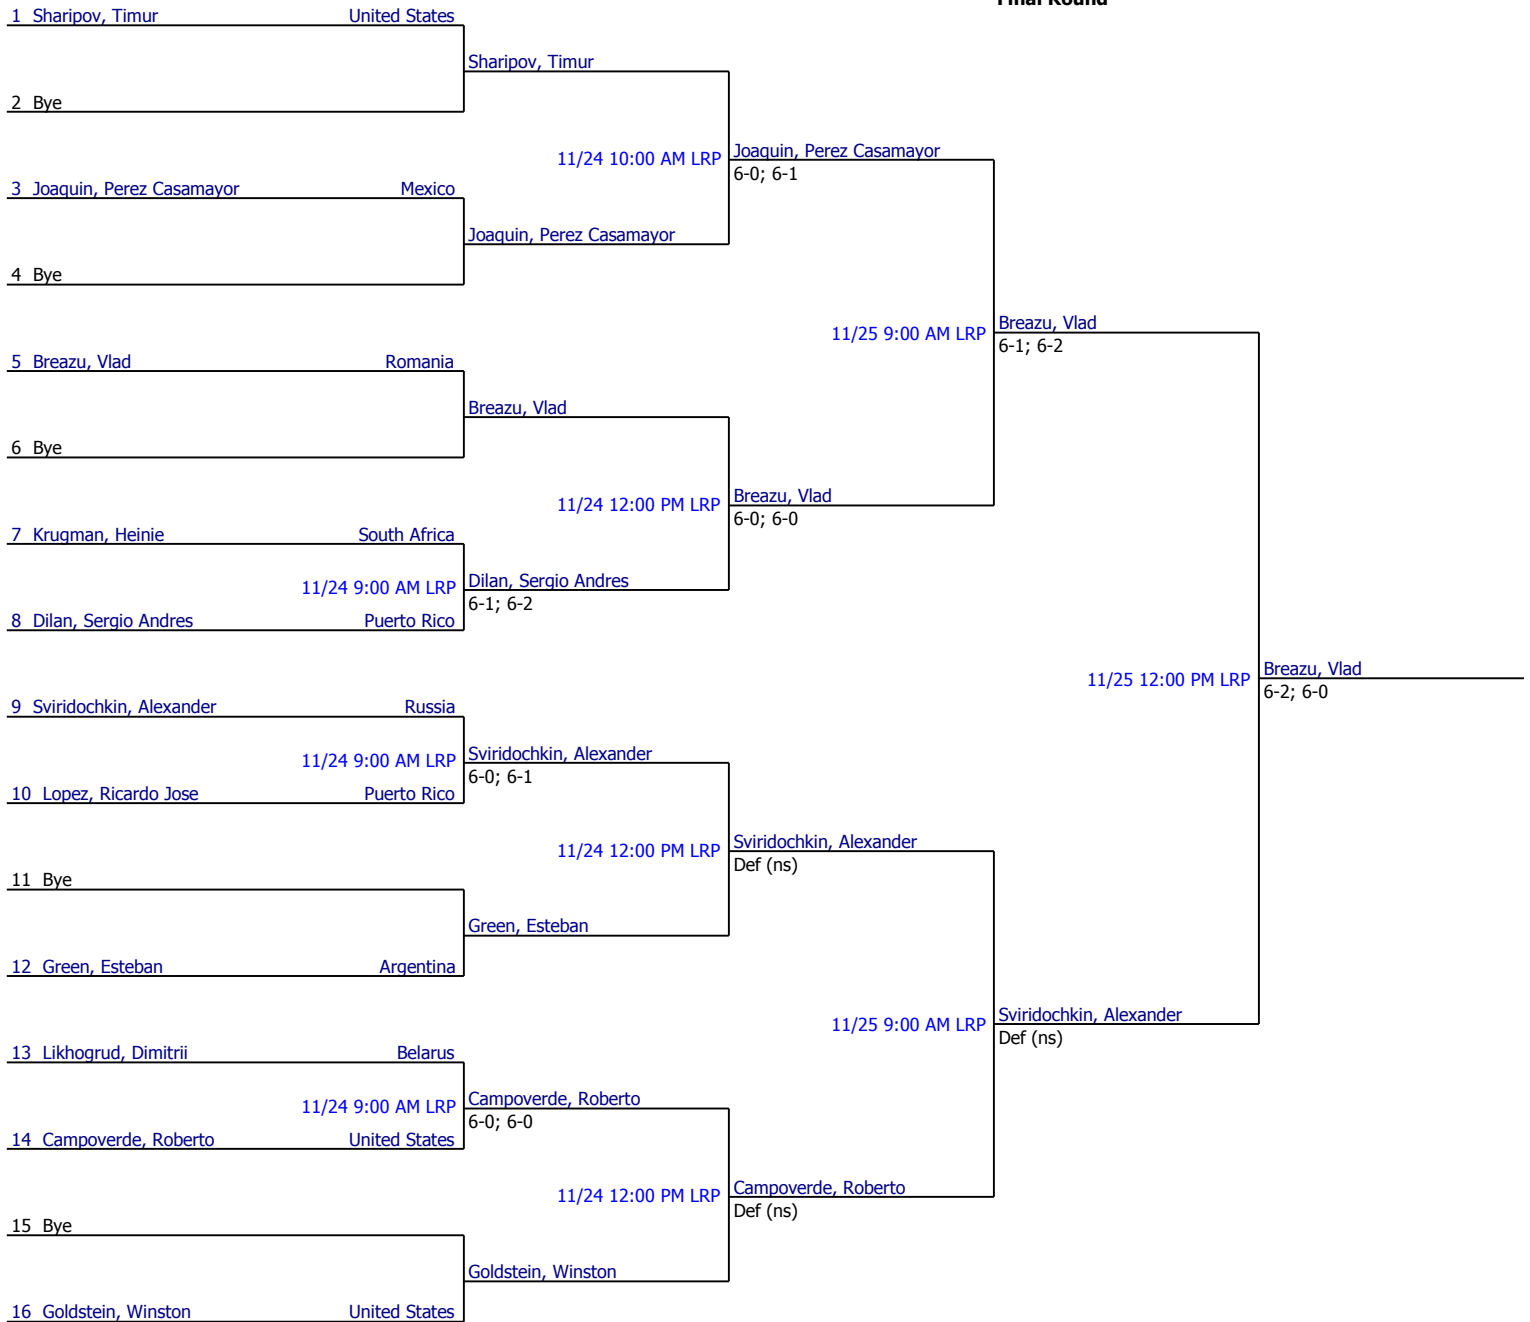 Final Round
1 Sharipov, Timur United States
Sharipov, Timur
2 Bye
11/24 10:00 AM LRP Joaquin, Perez Casamayor
6-0; 6-1
3 Joaquin, Perez Casamayor Mexico
Joaquin, Perez Casamayor
4 Bye
11/25 9:00 AM LRP Breazu, Vlad
6-1; 6-2
5 Breazu, Vlad Romania
Breazu, Vlad
6 Bye
11/24 12:00 PM LRP Breazu, Vlad
6-0; 6-0
7 Krugman, Heinie South Africa
11/24 9:00 AM LRP Dilan, Sergio Andres
6-1; 6-2
8 Dilan, Sergio Andres Puerto Rico
11/25 12:00 PM LRP Breazu, Vlad
6-2; 6-0
9 Sviridochkin, Alexander Russia
11/24 9:00 AM LRP Sviridochkin, Alexander
6-0; 6-1
10 Lopez, Ricardo Jose Puerto Rico
11/24 12:00 PM LRP Sviridochkin, Alexander
Def (ns)
11 Bye
Green, Esteban
12 Green, Esteban Argentina
11/25 9:00 AM LRP Sviridochkin, Alexander
Def (ns)
13 Likhogrud, Dimitrii Belarus
11/24 9:00 AM LRP Campoverde, Roberto
6-0; 6-0
14 Campoverde, Roberto United States
11/24 12:00 PM LRP Campoverde, Roberto
Def (ns)
15 Bye
Goldstein, Winston
16 Goldstein, Winston United States